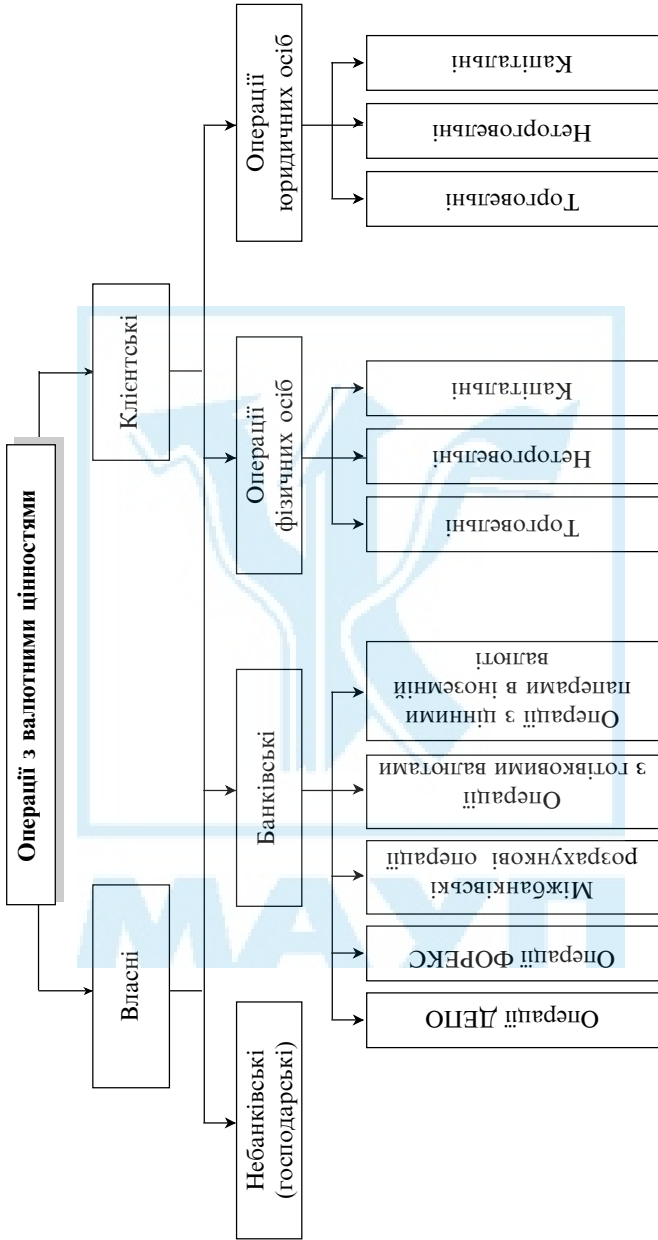 Операції з валютними цінностями
Власні
Клієнтські
Небанківські
(господарські)
Банківські
Операції
фізичних осіб
Операції
юридичних осіб
Операції ДЕПО
Операції ФОРЕКС
Міжбанківські
розрахункові операції
Операції
з готівковими валютами
Операції з цінними
паперами в іноземній
валюті
Торговельні
Неторговельні
Капітальні
Торговельні
Неторговельні
Капітальні
МАУП